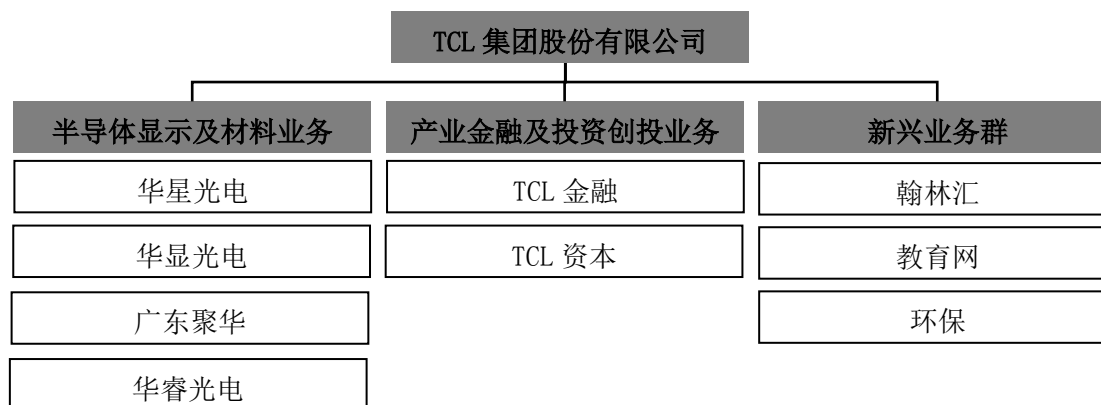 TCL 集团股份有限公司
半导体显示及材料业务
华星光电
华显光电
广东聚华
华睿光电
产业金融及投资创投业务
TCL 金融
TCL 资本
新兴业务群
翰林汇
教育网
环保